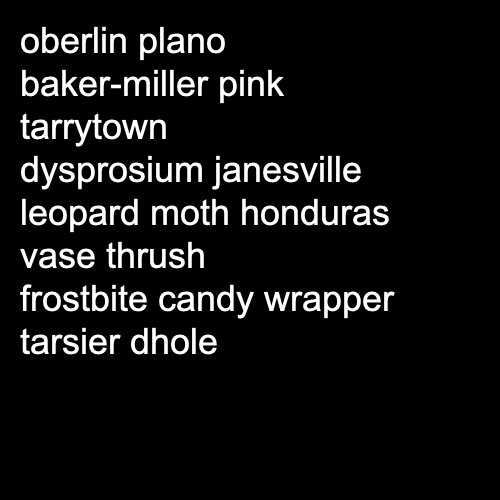 oberlin plano
baker-miller pink
tarrytown
dysprosium janesville
leopard moth honduras
vase thrush
frostbite candy wrapper
tarsier dhole